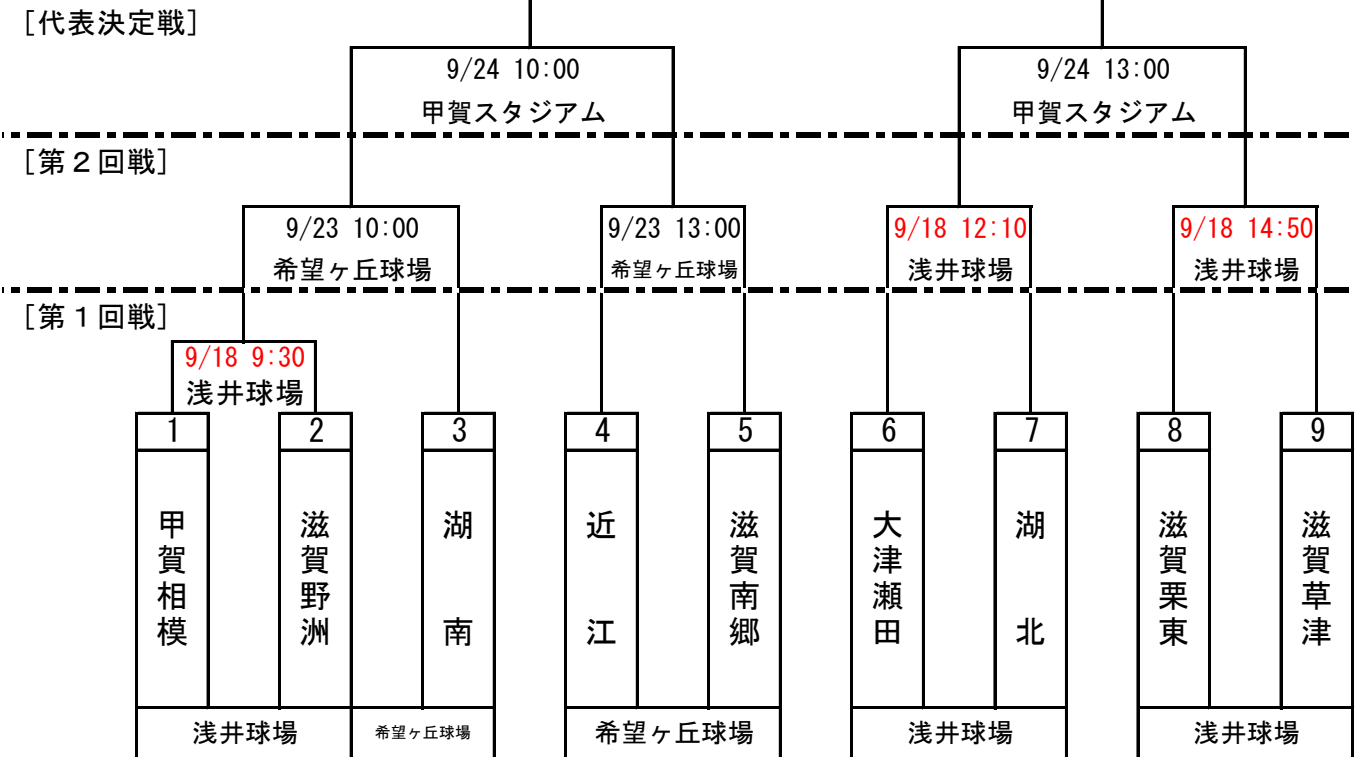 ［代表決定戦］
9/24 10:00
9/24 13:00
甲賀スタジアム
甲賀スタジアム
［第２回戦］
9/23 10:00
9/23 13:00
9/18 12:10
9/18 14:50
希望ヶ丘球場
希望ヶ丘球場
浅井球場
浅井球場
［第１回戦］
9/18 9:30
浅井球場
1
2
3
4
5
6
7
8
9
甲賀相模
滋賀野洲
湖南
近江
滋賀南郷
大津瀬田
湖北
滋賀栗東
滋賀草津
浅井球場
希望ヶ丘球場
希望ヶ丘球場
浅井球場
浅井球場